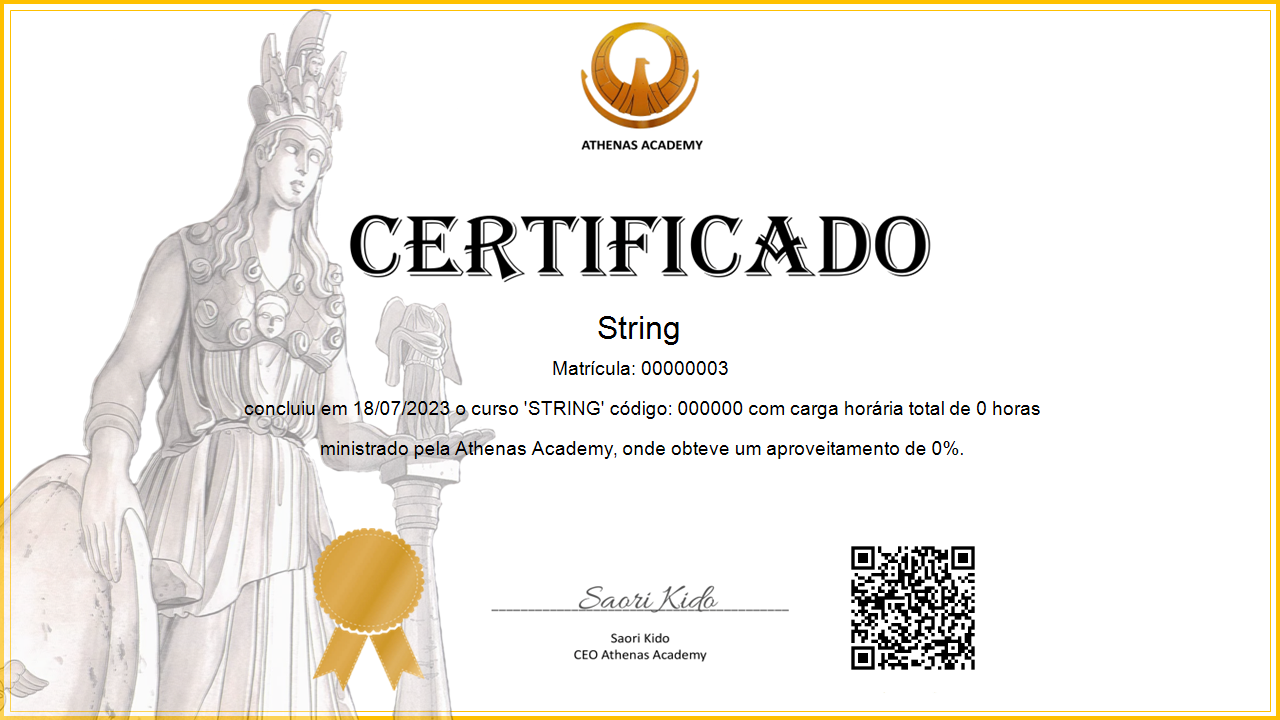 ATHENAS ACADEMY
CERTIFICADO
String
Matrícula: 00000003
concluiu em 18/07/2023 o curso 'STRING' código: 000000 com carga horária total de 0 horas
ministrado pela Athenas Academy, onde obteve um aproveitamento de 0%.
Saori Kido
Saori Kido
CEO Athenas Academy